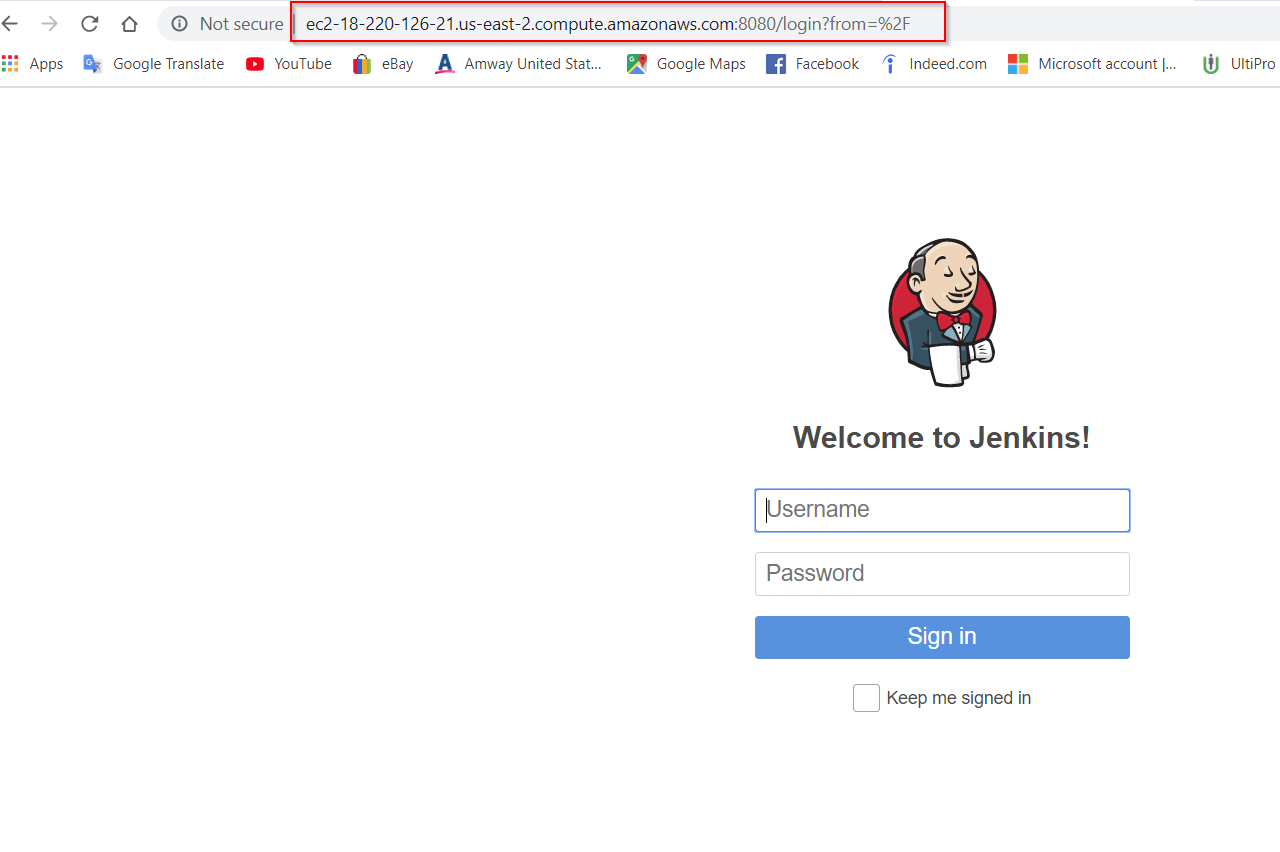 Not secure | ec2-18-220-126-21.us-east-2.compute.amazonaws.com:8080/login?from=%2F
Apps Google Translate YouTube eBay Amway United Stat... Google Maps Facebook Indeed.com Microsoft account |... UltiPro
Welcome to Jenkins!
Username
Password
Sign in
Keep me signed in